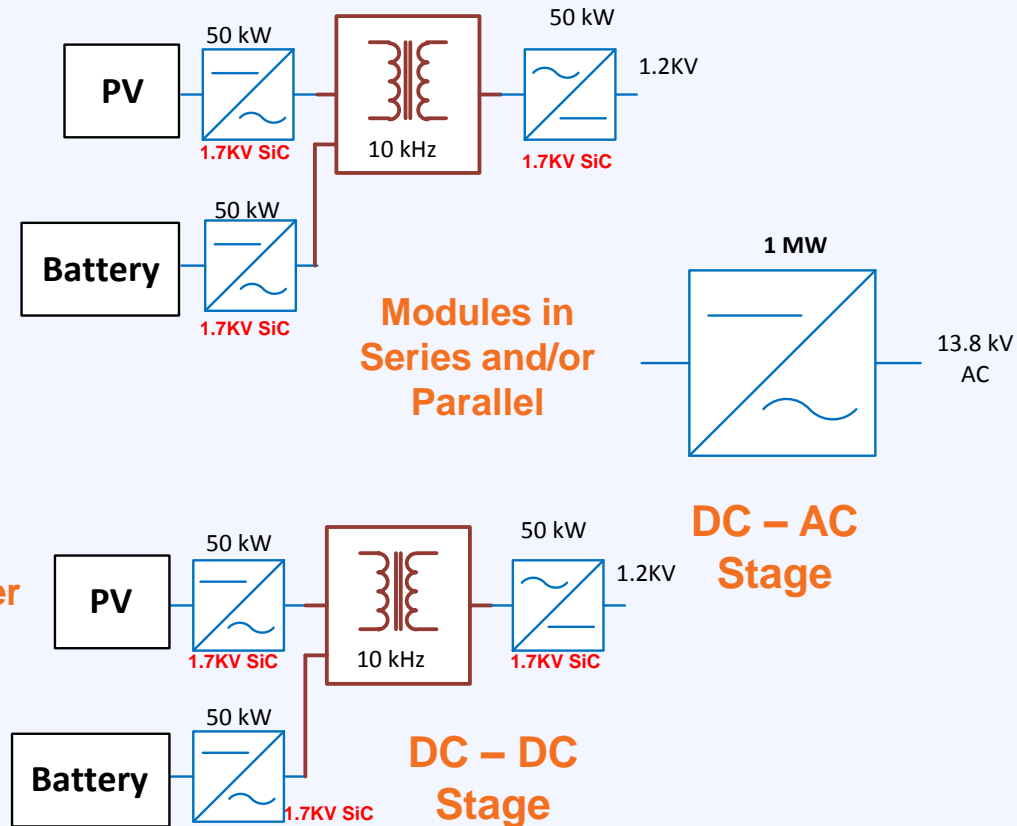 50 kW
50 kW
PV
1.2KV
10 kHz
1.7KV SiC
1.7KV SiC
50 kW
Battery
1.7KV SiC
Modules in
Series and/or
Parallel
1 MW
13.8 kV
AC
DC – AC
Stage
50 kW
50 kW
PV
1.2KV
10 kHz
1.7KV SiC
1.7KV SiC
50 kW
Battery
1.7KV SiC
DC – DC
Stage